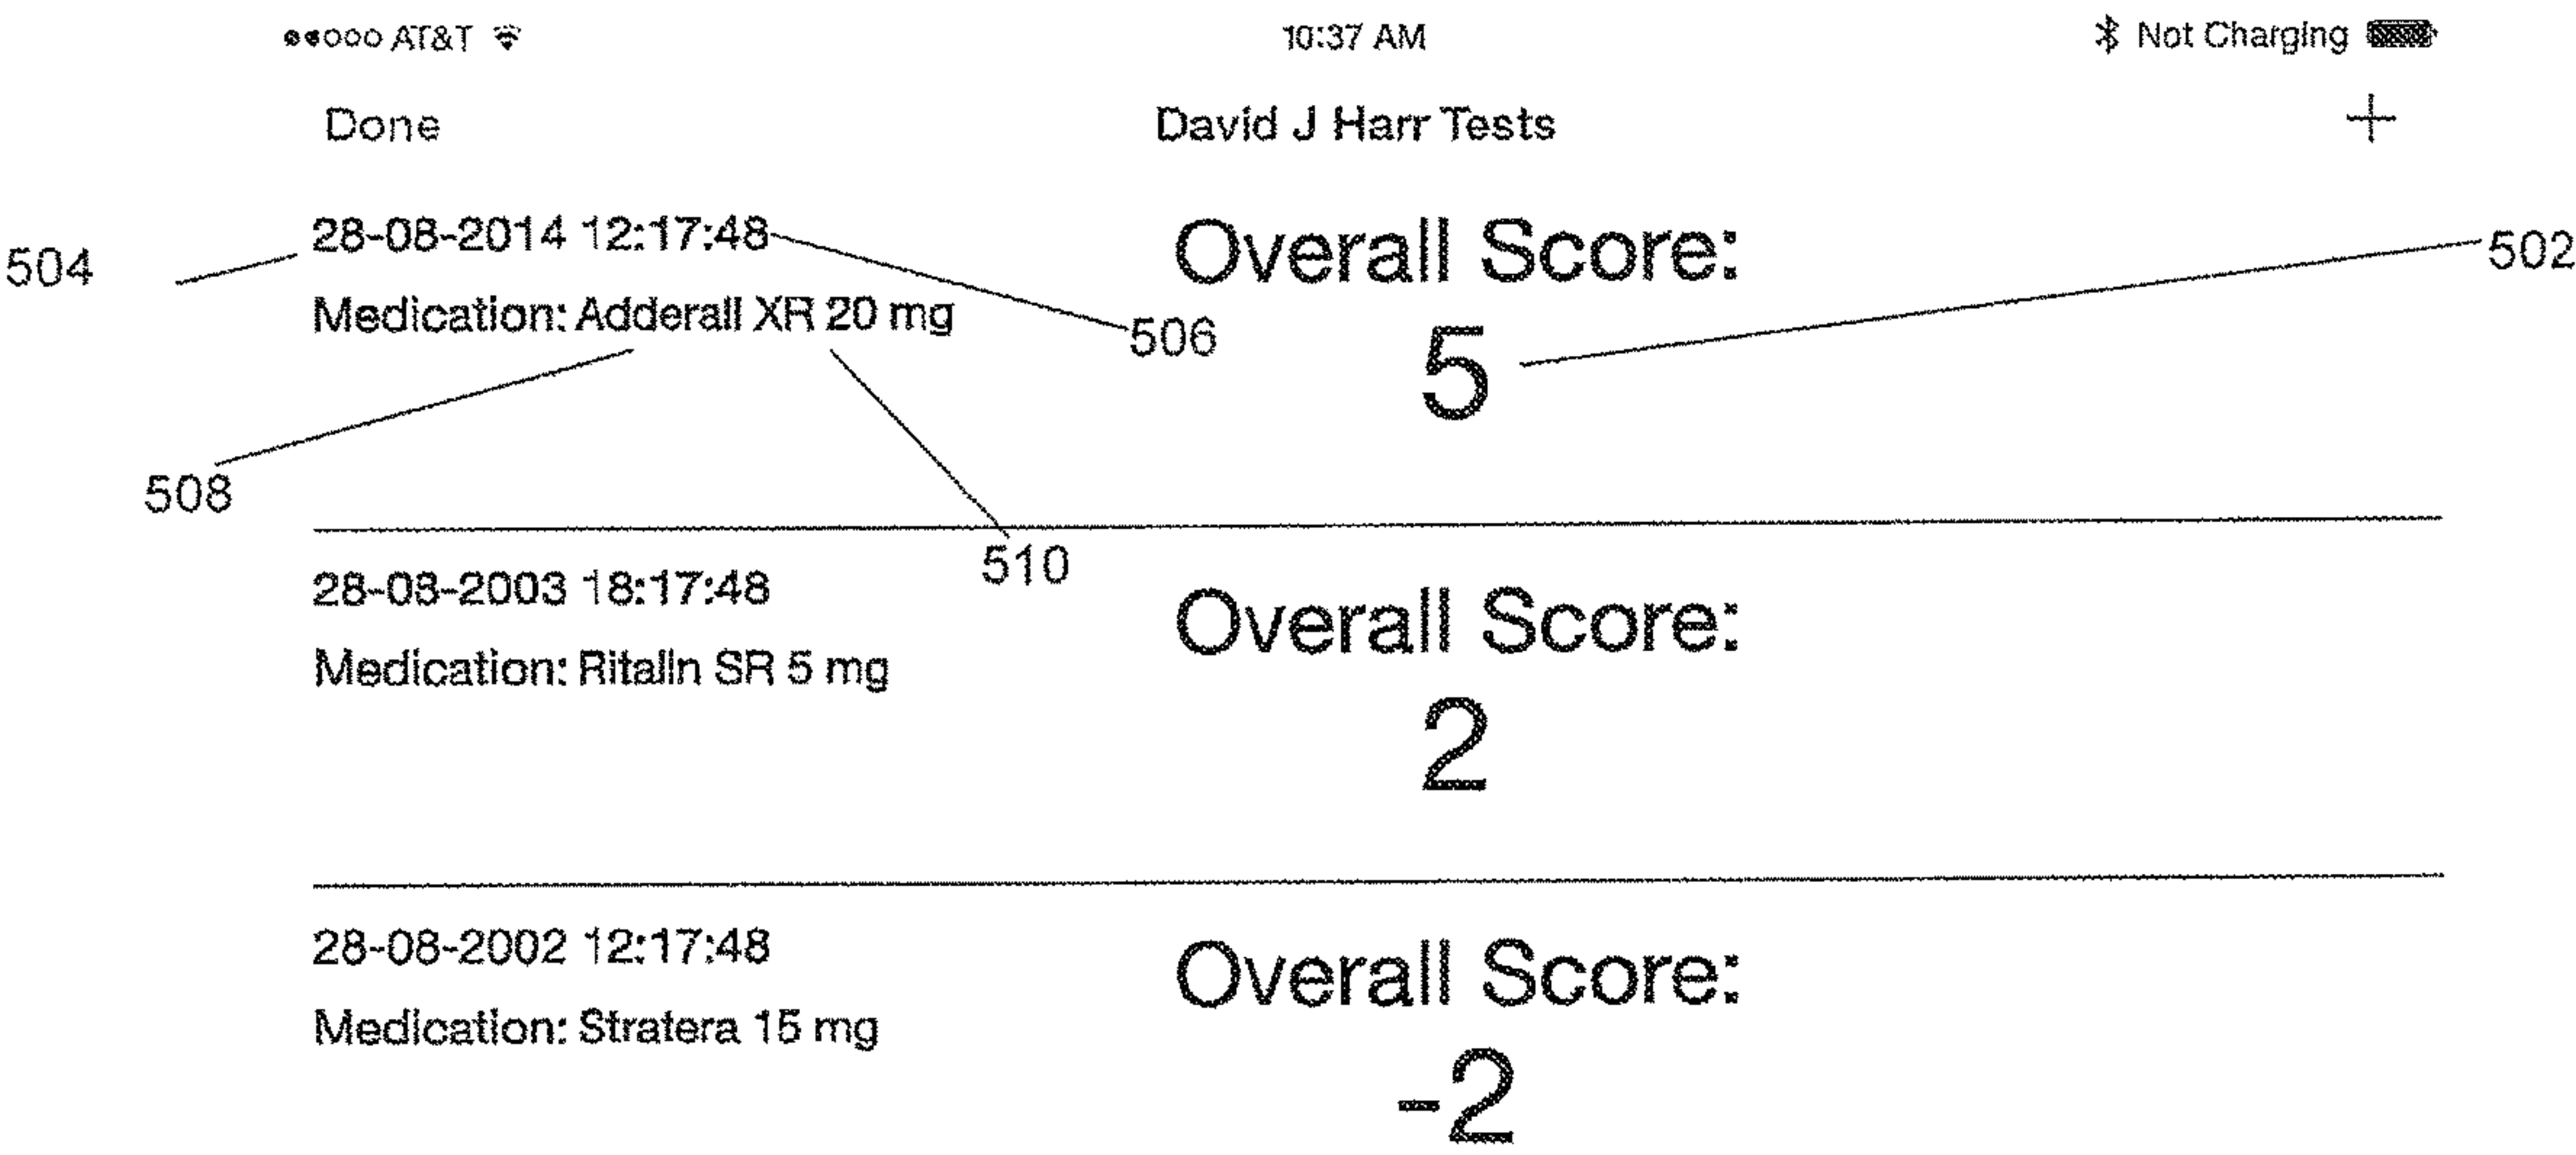 AT&T 10:37 AM Not Charging
Done David J Harr Tests +
28-08-2014 12:17:48 Overall Score:
504 502
Medication: Adderall XR 20 mg 506
5
508
510
28-08-2003 18:17:48 Overall Score:
Medication: Ritalin SR 5 mg
2
28-08-2002 12:17:48 Overall Score:
Medication: Stratera 15 mg
-2